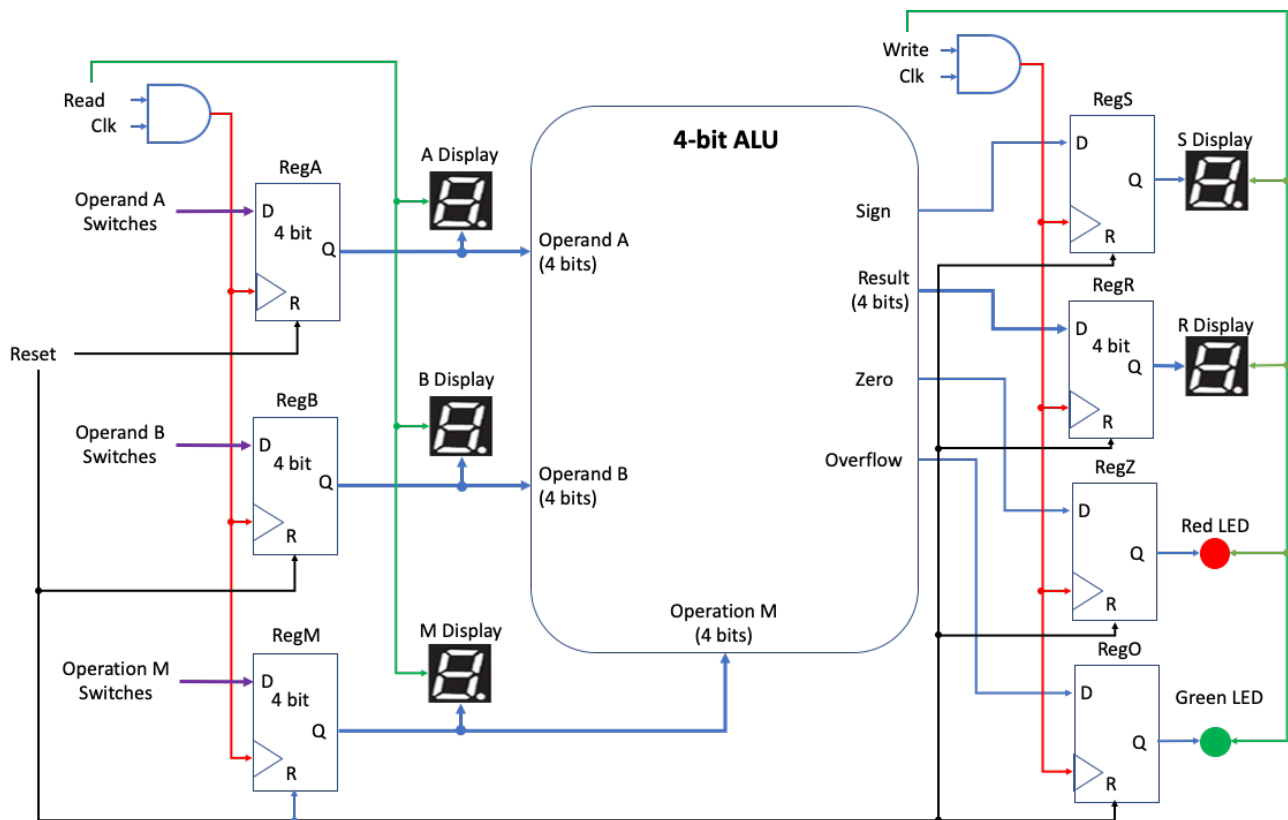 Write
Clk
Read
Clk
4-bit ALU
RegS
D
Q
R
S Display
A Display
RegA
Operand A
Switches
D
4 bit
Q
R
Operand A
(4 bits)
Sign
Result
(4 bits)
RegR
D
4 bit
Q
R
R Display
Reset
B Display
RegB
Operand B
Switches
D
4 bit
Q
R
Operand B
(4 bits)
Zero
Overflow
RegZ
D
Q
R
Red LED
M Display
RegM
Operation M
Switches
D
4 bit
Q
R
Operation M
(4 bits)
RegO
D
Q
R
Green LED